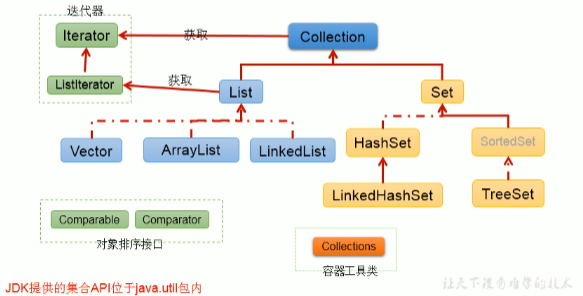 迭代器
Iterator
获取
Collection
ListIterator
获取
List
Set
Vector
ArrayList
LinkedList
HashSet
SortedSet
LinkedHashSet
TreeSet
Comparable
Comparator
对象排序接口
Collections
容器工具类
JDK提供的集合API位于java.util包内
让天下没有难学的技术